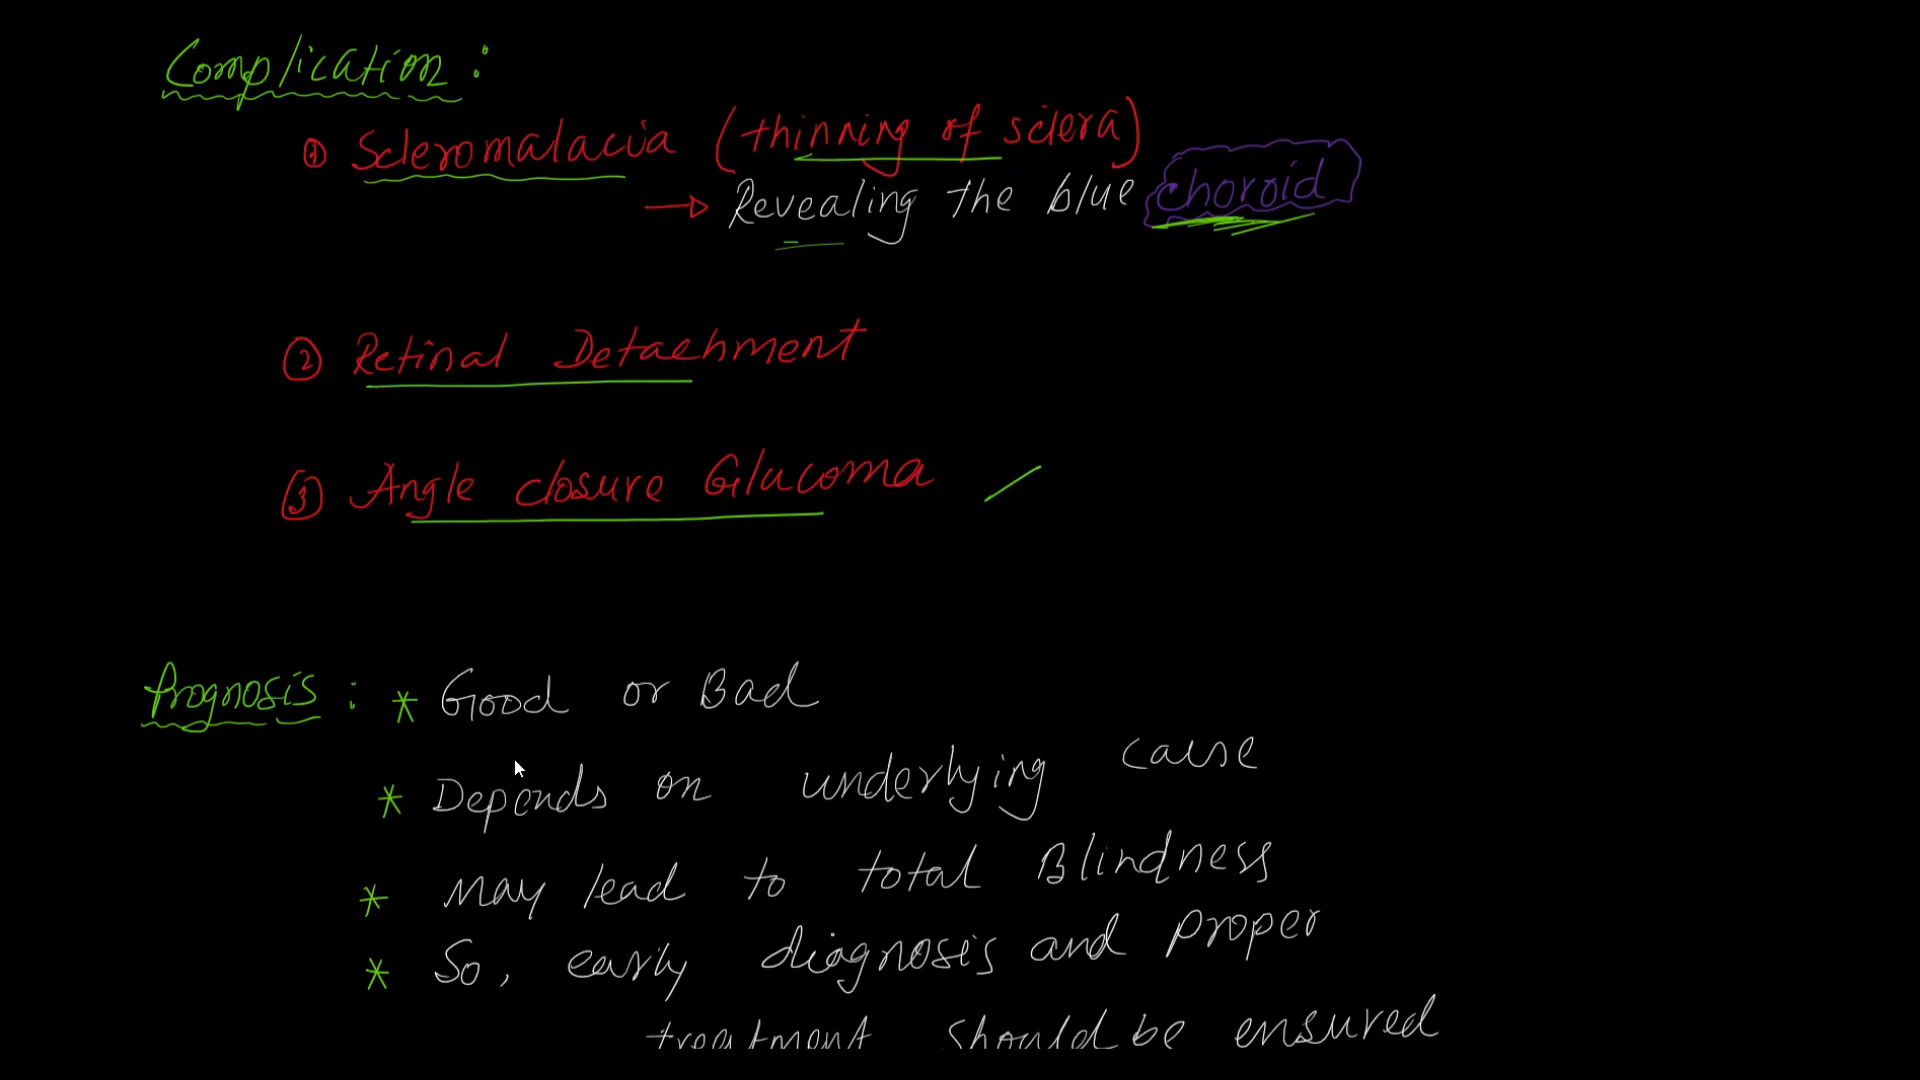 Complication :
① Scleromalacia (thinning of sclera)
→ Revealing the blue choroid
② Retinal Detachment
③ Angle closure Glucoma
Prognosis : * Good or Bad
* Depends on underlying cause
* May lead to total Blindness
* So, early diagnosis and proper
treatment should be ensured